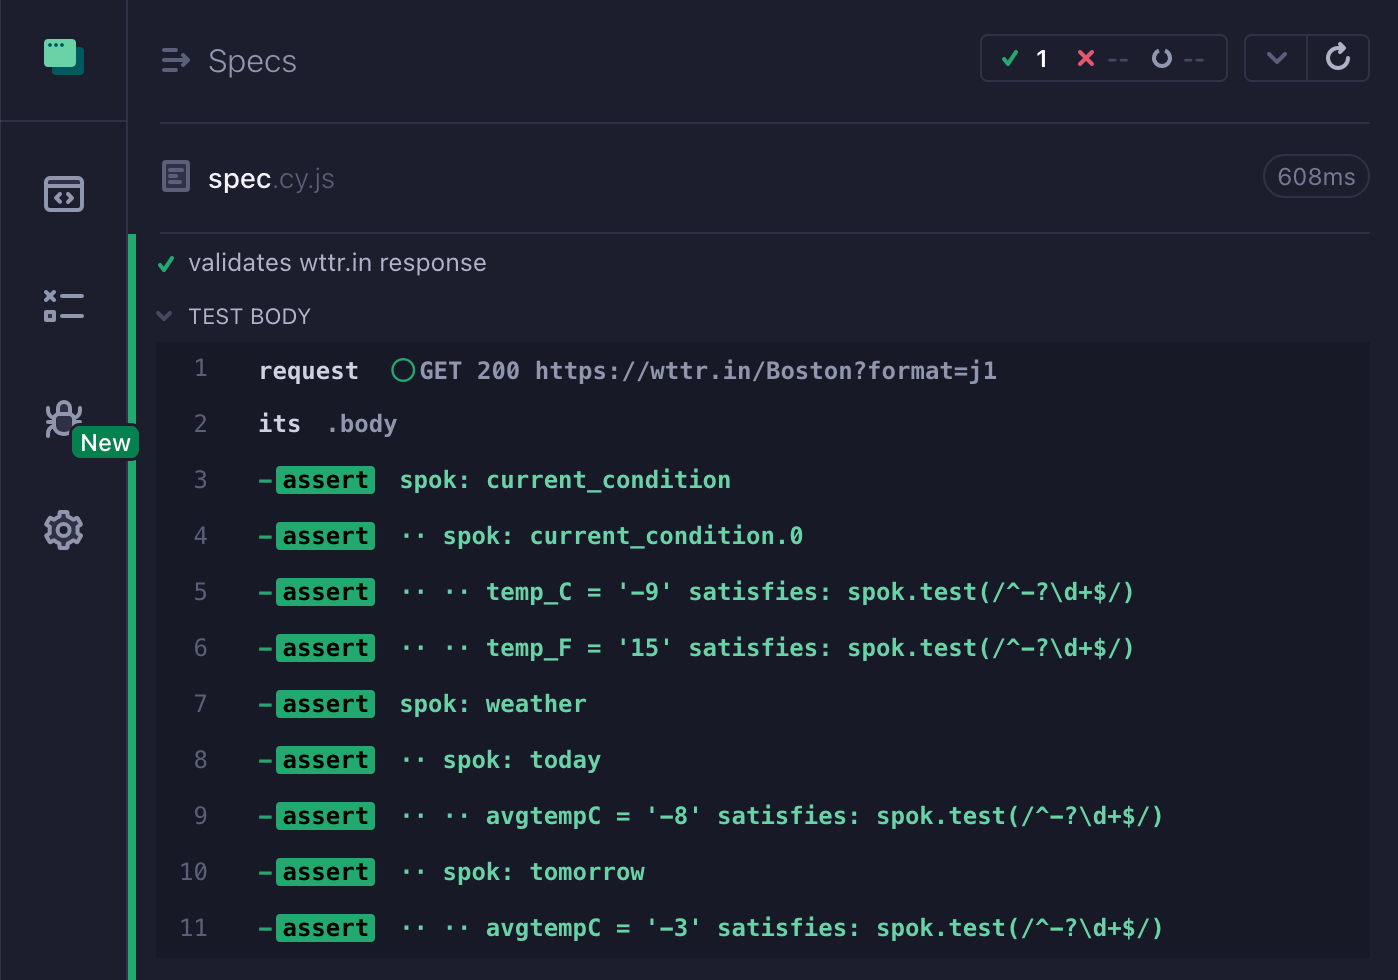 Specs
1 -- --
spec.cy.js
608ms
validates wttr.in response
TEST BODY
1 request GET 200 https://wttr.in/Boston?format=j1
2 its .body
New
3 -assert spok: current_condition
4 -assert ·· spok: current_condition.0
5 -assert ·· ·· temp_C = '-9' satisfies: spok.test(/^-?\d+$/)
6 -assert ·· ·· temp_F = '15' satisfies: spok.test(/^-?\d+$/)
7 -assert spok: weather
8 -assert ·· spok: today
9 -assert ·· ·· avgtempC = '-8' satisfies: spok.test(/^-?\d+$/)
10 -assert ·· spok: tomorrow
11 -assert ·· ·· avgtempC = '-3' satisfies: spok.test(/^-?\d+$/)